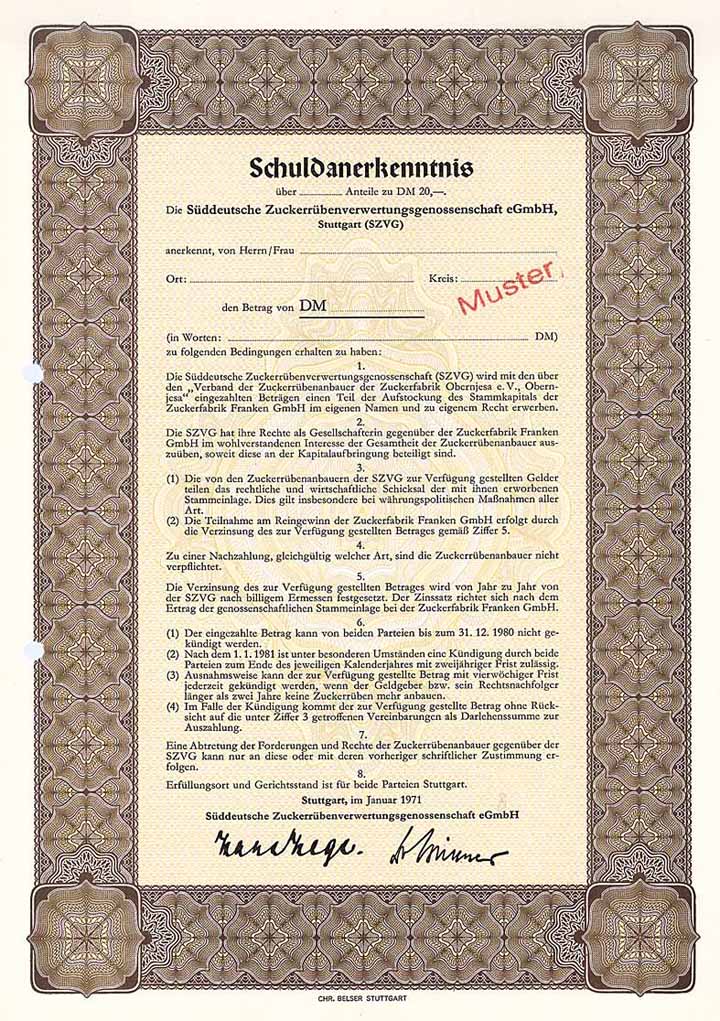 Schuldanerkenntnis
über Anteile zu DM 20,—.
Die Süddeutsche Zuckerrübenverwertungsgenossenschaft eGmbH,
Stuttgart (SZVG)
anerkennt, von Herrn/Frau
Ort: Kreis:
Muster
den Betrag von DM
(in Worten: DM)
zu folgenden Bedingungen erhalten zu haben:
1.
Die Süddeutsche Zuckerrübenverwertungsgenossenschaft (SZVG) wird mit den über
den „Verband der Zuckerrübenanbauer der Zuckerfabrik Obernjesa e. V., Obern-
jesa“ eingezahlten Beträgen einen Teil der Aufstockung des Stammkapitals der
Zuckerfabrik Franken GmbH im eigenen Namen und zu eigenem Recht erwerben.
2.
Die SZVG hat ihre Rechte als Gesellschafterin gegenüber der Zuckerfabrik Franken
GmbH im wohlverstandenen Interesse der Gesamtheit der Zuckerrübenanbauer aus-
zuüben, soweit diese an der Kapitalaufbringung beteiligt sind.
3.
(1) Die von den Zuckerrübenanbauern der SZVG zur Verfügung gestellten Gelder
teilen das rechtliche und wirtschaftliche Schicksal der mit ihnen erworbenen
Stammeinlage. Dies gilt insbesondere bei währungspolitischen Maßnahmen aller
Art.
(2) Die Teilnahme am Reingewinn der Zuckerfabrik Franken GmbH erfolgt durch
die Verzinsung des zur Verfügung gestellten Betrages gemäß Ziffer 5.
4.
Zu einer Nachzahlung, gleichgültig welcher Art, sind die Zuckerrübenanbauer nicht
verpflichtet.
5.
Die Verzinsung des zur Verfügung gestellten Betrages wird von Jahr zu Jahr von
der SZVG nach billigem Ermessen festgesetzt. Der Zinssatz richtet sich nach dem
Ertrag der genossenschaftlichen Stammeinlage bei der Zuckerfabrik Franken GmbH.
6.
(1) Der eingezahlte Betrag kann von beiden Parteien bis zum 31. 12. 1980 nicht ge-
kündigt werden.
(2) Nach dem 1. 1. 1981 ist unter besonderen Umständen eine Kündigung durch beide
Parteien zum Ende des jeweiligen Kalenderjahres mit zweijähriger Frist zulässig.
(3) Ausnahmsweise kann der zur Verfügung gestellte Betrag mit vierwöchiger Frist
jederzeit gekündigt werden, wenn der Geldgeber bzw. sein Rechtsnachfolger
länger als zwei Jahre keine Zuckerrüben mehr anbauen.
(4) Im Falle der Kündigung kommt der zur Verfügung gestellte Betrag ohne Rück-
sicht auf die unter Ziffer 3 getroffenen Vereinbarungen als Darlehenssumme zur
Auszahlung.
7.
Eine Abtretung der Forderungen und Rechte der Zuckerrübenanbauer gegenüber der
SZVG kann nur an diese oder mit deren vorheriger schriftlicher Zustimmung er-
folgen.
8.
Erfüllungsort und Gerichtsstand ist für beide Parteien Stuttgart.
Stuttgart, im Januar 1971
Süddeutsche Zuckerrübenverwertungsgenossenschaft eGmbH
CHR. BELSER STUTTGART